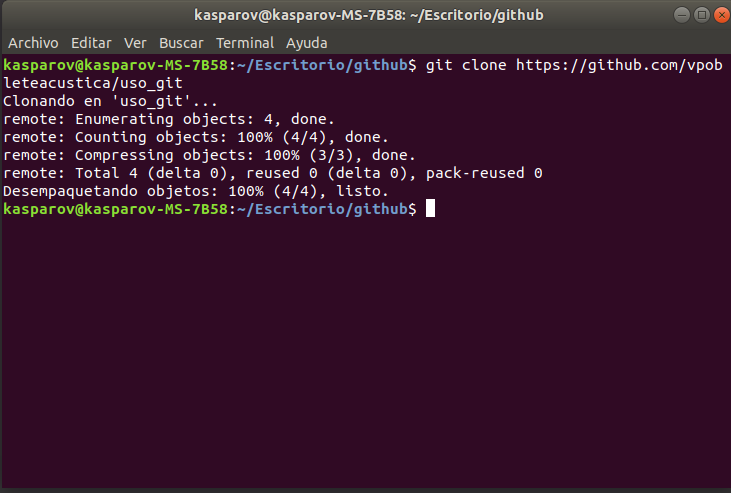 kasparov@kasparov-MS-7B58: ~/Escritorio/github
Archivo Editar Ver Buscar Terminal Ayuda
kasparov@kasparov-MS-7B58:~/Escritorio/github$ git clone https://github.com/vpob
leteacustica/uso_git
Clonando en 'uso_git'...
remote: Enumerating objects: 4, done.
remote: Counting objects: 100% (4/4), done.
remote: Compressing objects: 100% (3/3), done.
remote: Total 4 (delta 0), reused 0 (delta 0), pack-reused 0
Desempaquetando objetos: 100% (4/4), listo.
kasparov@kasparov-MS-7B58:~/Escritorio/github$